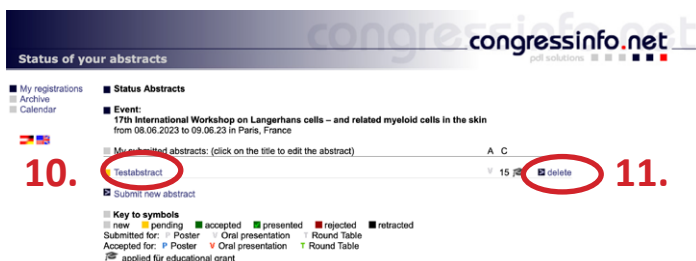 congressinfo.net
congressinfo.net
pdl solutions
Status of your abstracts
My registrations
Archive
Calendar
Status Abstracts
Event:
17th International Workshop on Langerhans cells – and related myeloid cells in the skin
from 08.06.2023 to 09.06.23 in Paris, France
My submitted abstracts: (click on the title to edit the abstract) A C
10. Testabstract V 15 delete 11.
Submit new abstract
Key to symbols
new pending accepted presented rejected retracted
Submitted for: P Poster V Oral presentation T Round Table
Accepted for: P Poster V Oral presentation T Round Table
applied für educational grant